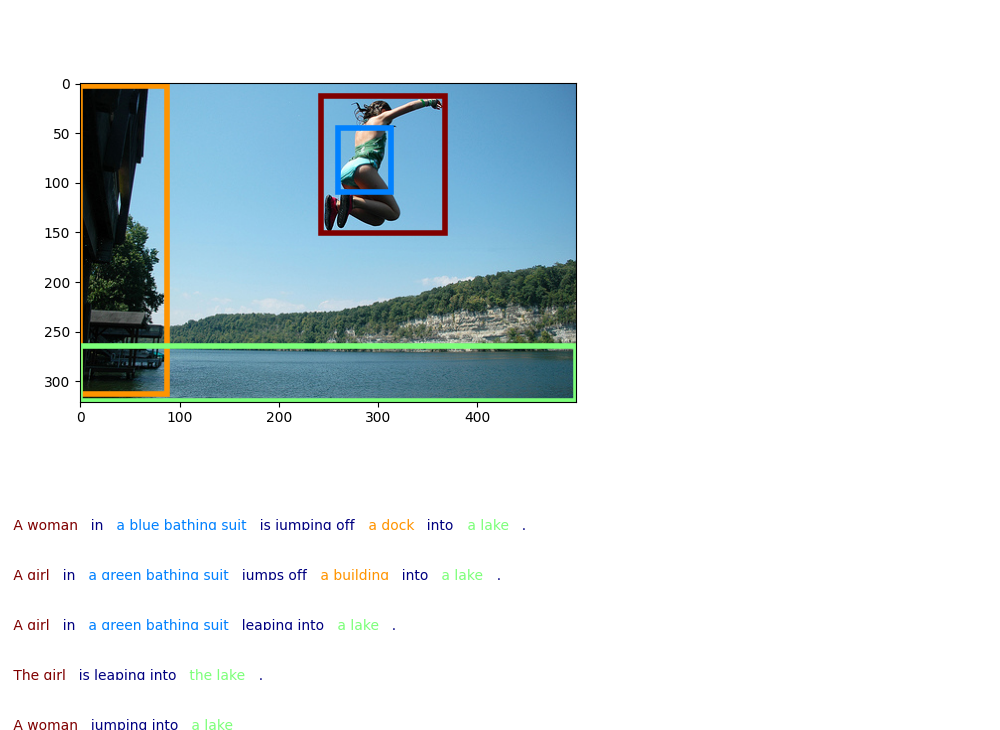 0
50
100
150
200
250
300
0 100 200 300 400
A woman in a blue bathing suit is jumping off a dock into a lake .
A girl in a green bathing suit jumps off a building into a lake .
A girl in a green bathing suit leaping into a lake .
The girl is leaping into the lake .
A woman jumping into a lake